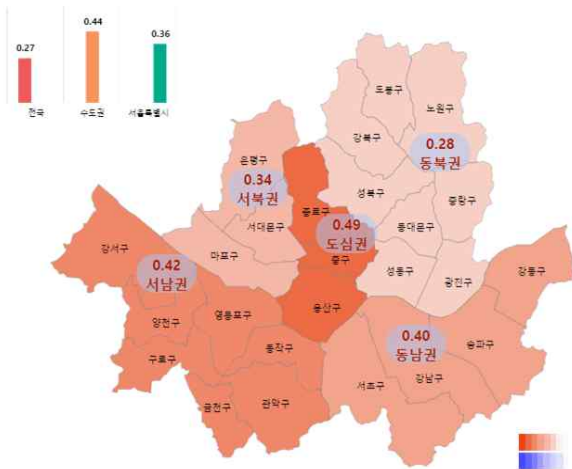 0.27
0.44
0.36
전국
수도권
서울특별시
도봉구
노원구
강북구
은평구
0.28
동북권
0.34
서북권
성북구
중랑구
종로구
서대문구
0.49
도심권
동대문구
강서구
마포구
중구
0.42
서남권
성동구
광진구
강동구
용산구
양천구
영등포구
0.40
동남권
송파구
구로구
동작구
서초구
강남구
금천구
관악구